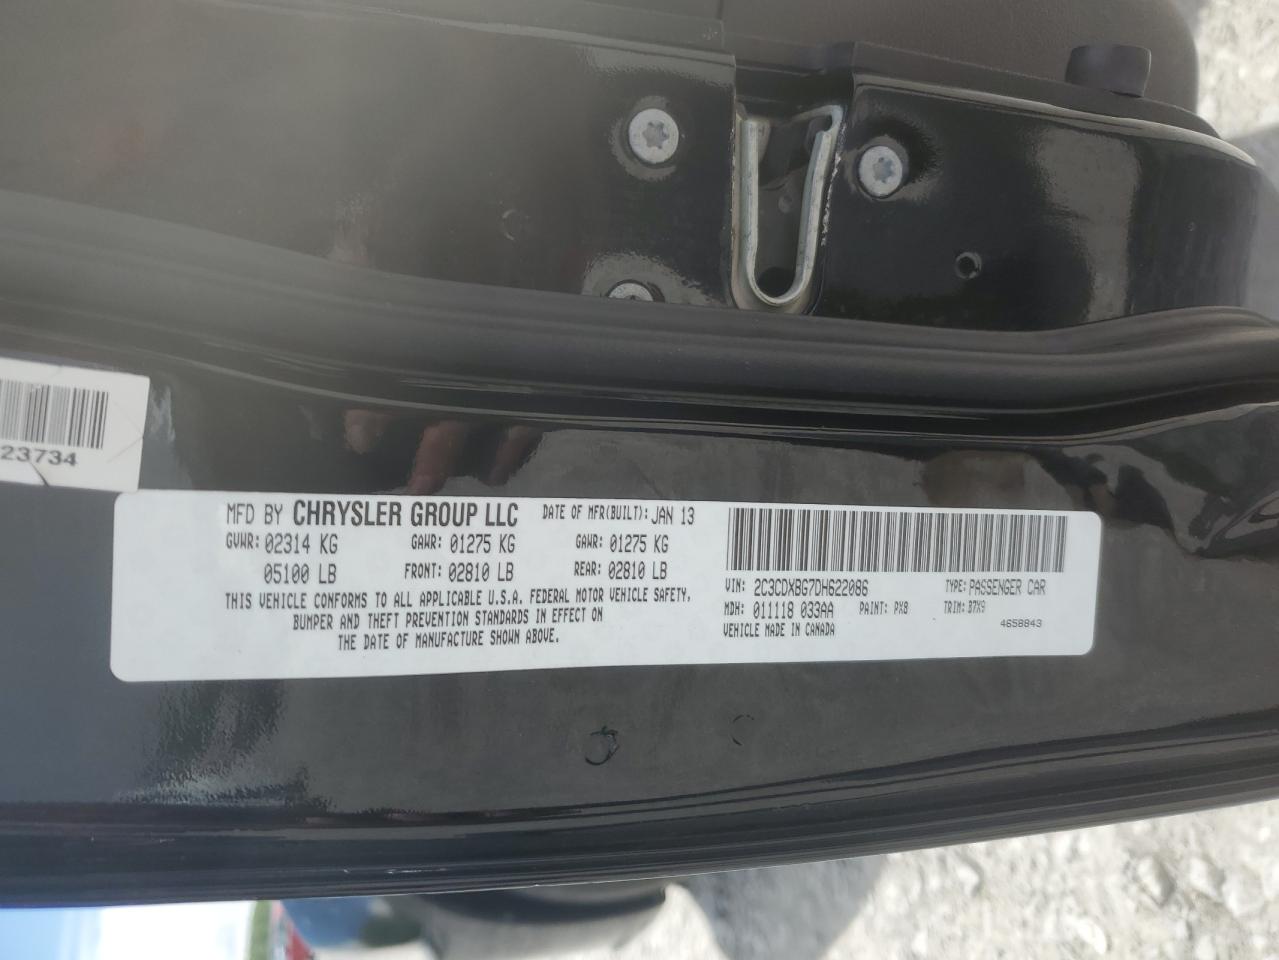 23734
MFD BY CHRYSLER GROUP LLC DATE OF MFR(BUILT): JAN 13
GVWR: 02314 KG GAWR: 01275 KG GAWR: 01275 KG
05100 LB FRONT: 02810 LB REAR: 02810 LB
THIS VEHICLE CONFORMS TO ALL APPLICABLE U.S.A. FEDERAL MOTOR VEHICLE SAFETY,
BUMPER AND THEFT PREVENTION STANDARDS IN EFFECT ON
THE DATE OF MANUFACTURE SHOWN ABOVE.
VIN: 2C3CDXBG7DH622086 TYPE: PASSENGER CAR
MDH: 011118 033AA PAINT: PX8 TRIM: B7X9
VEHICLE MADE IN CANADA 4658843